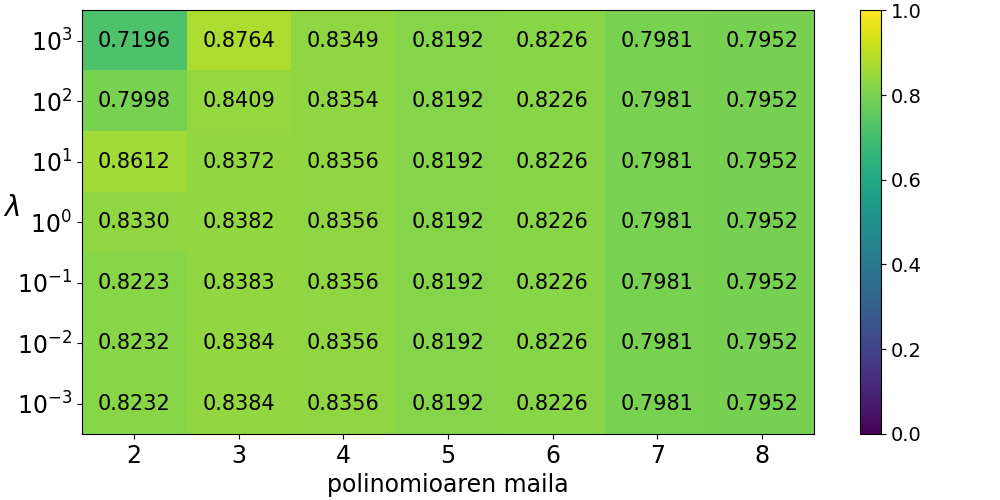 10³ 0.7196 0.8764 0.8349 0.8192 0.8226 0.7981 0.7952
10² 0.7998 0.8409 0.8354 0.8192 0.8226 0.7981 0.7952
10¹ 0.8612 0.8372 0.8356 0.8192 0.8226 0.7981 0.7952
λ
10⁰ 0.8330 0.8382 0.8356 0.8192 0.8226 0.7981 0.7952
10⁻¹ 0.8223 0.8383 0.8356 0.8192 0.8226 0.7981 0.7952
10⁻² 0.8232 0.8384 0.8356 0.8192 0.8226 0.7981 0.7952
10⁻³ 0.8232 0.8384 0.8356 0.8192 0.8226 0.7981 0.7952
2 3 4 5 6 7 8
polinomioaren maila
1.0
0.8
0.6
0.4
0.2
0.0